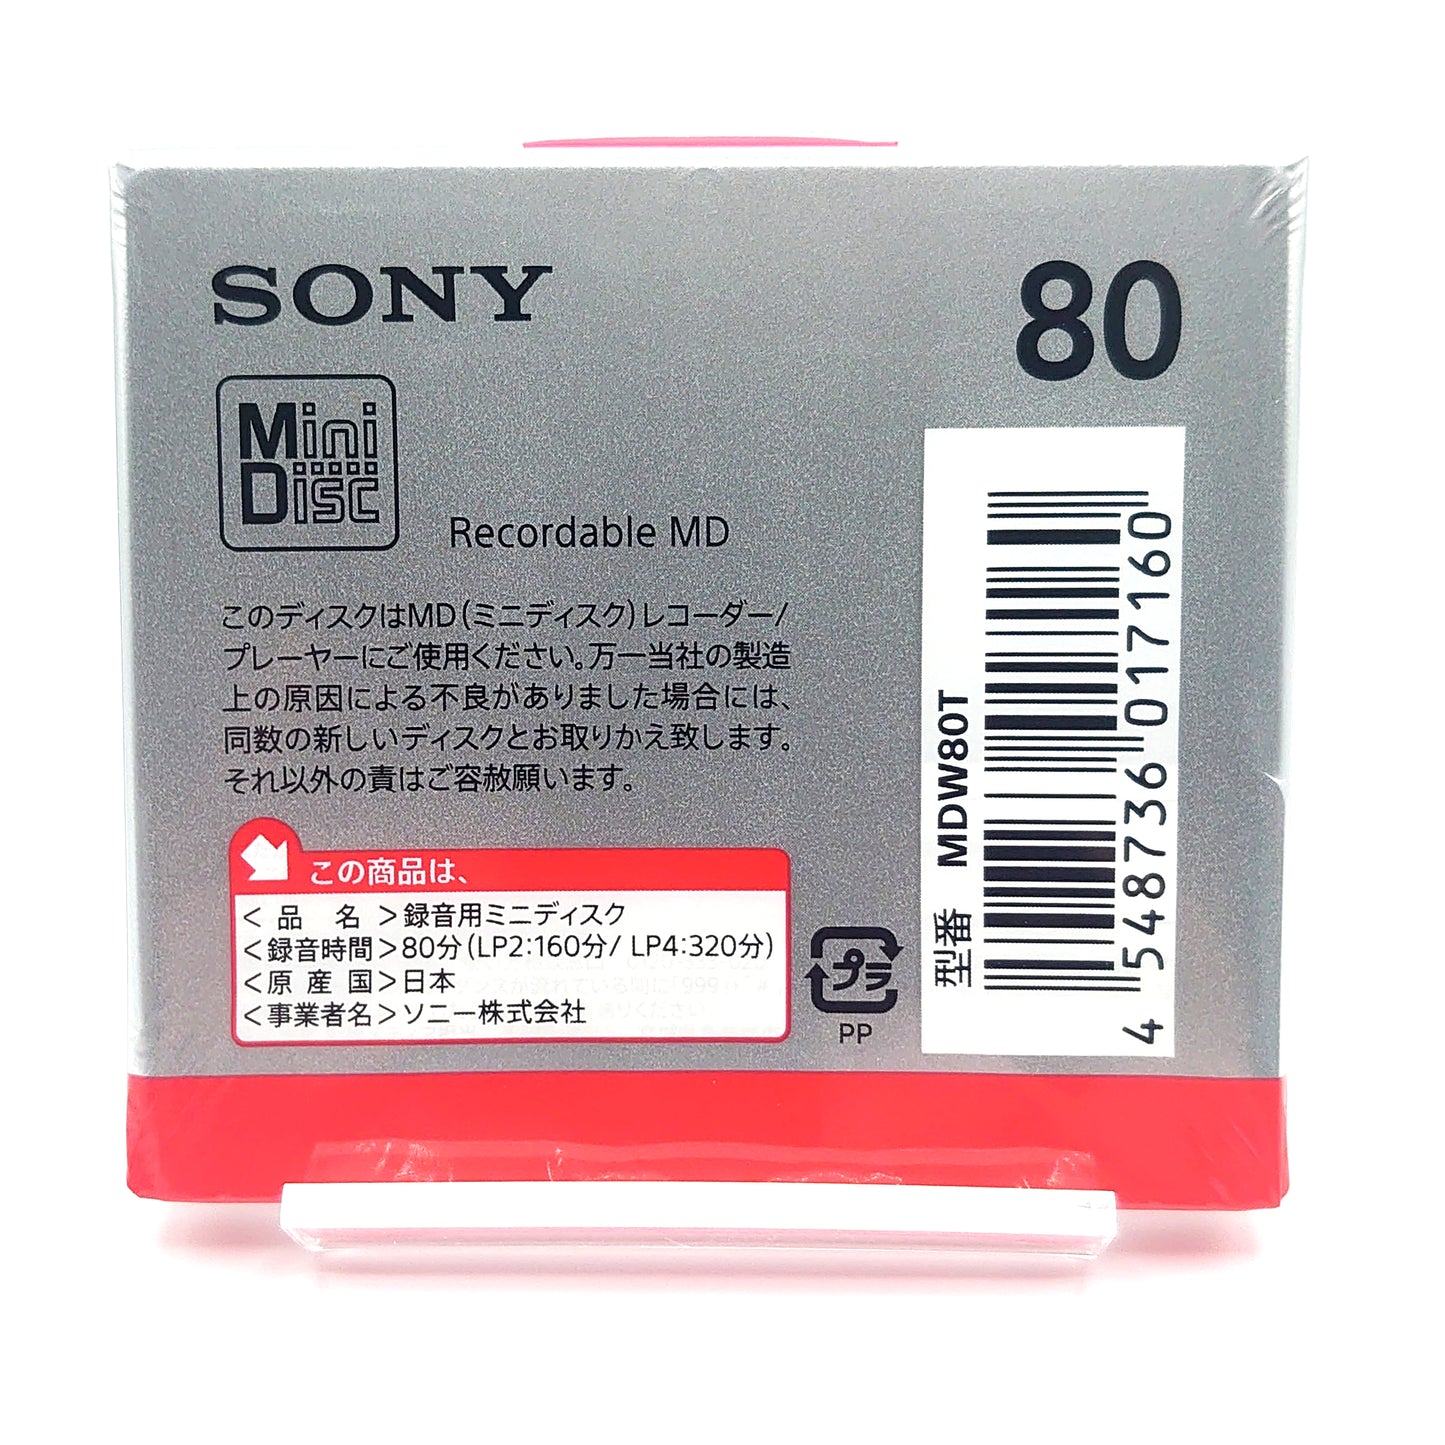 SONY
80
Mini
Disc
Recordable MD
このディスクはMD(ミニディスク)レコーダー/
プレーヤーにご使用ください。万一当社の製造
上の原因による不良がありました場合には、
同数の新しいディスクとお取りかえ致します。
それ以外の責はご容赦願います。
この商品は、
<品 名>録音用ミニディスク
<録音時間>80分(LP2:160分/ LP4:320分)
<原 産 国>日本
<事業者名>ソニー株式会社
プラ
PP
型番 MDW80T
4 548736 017160